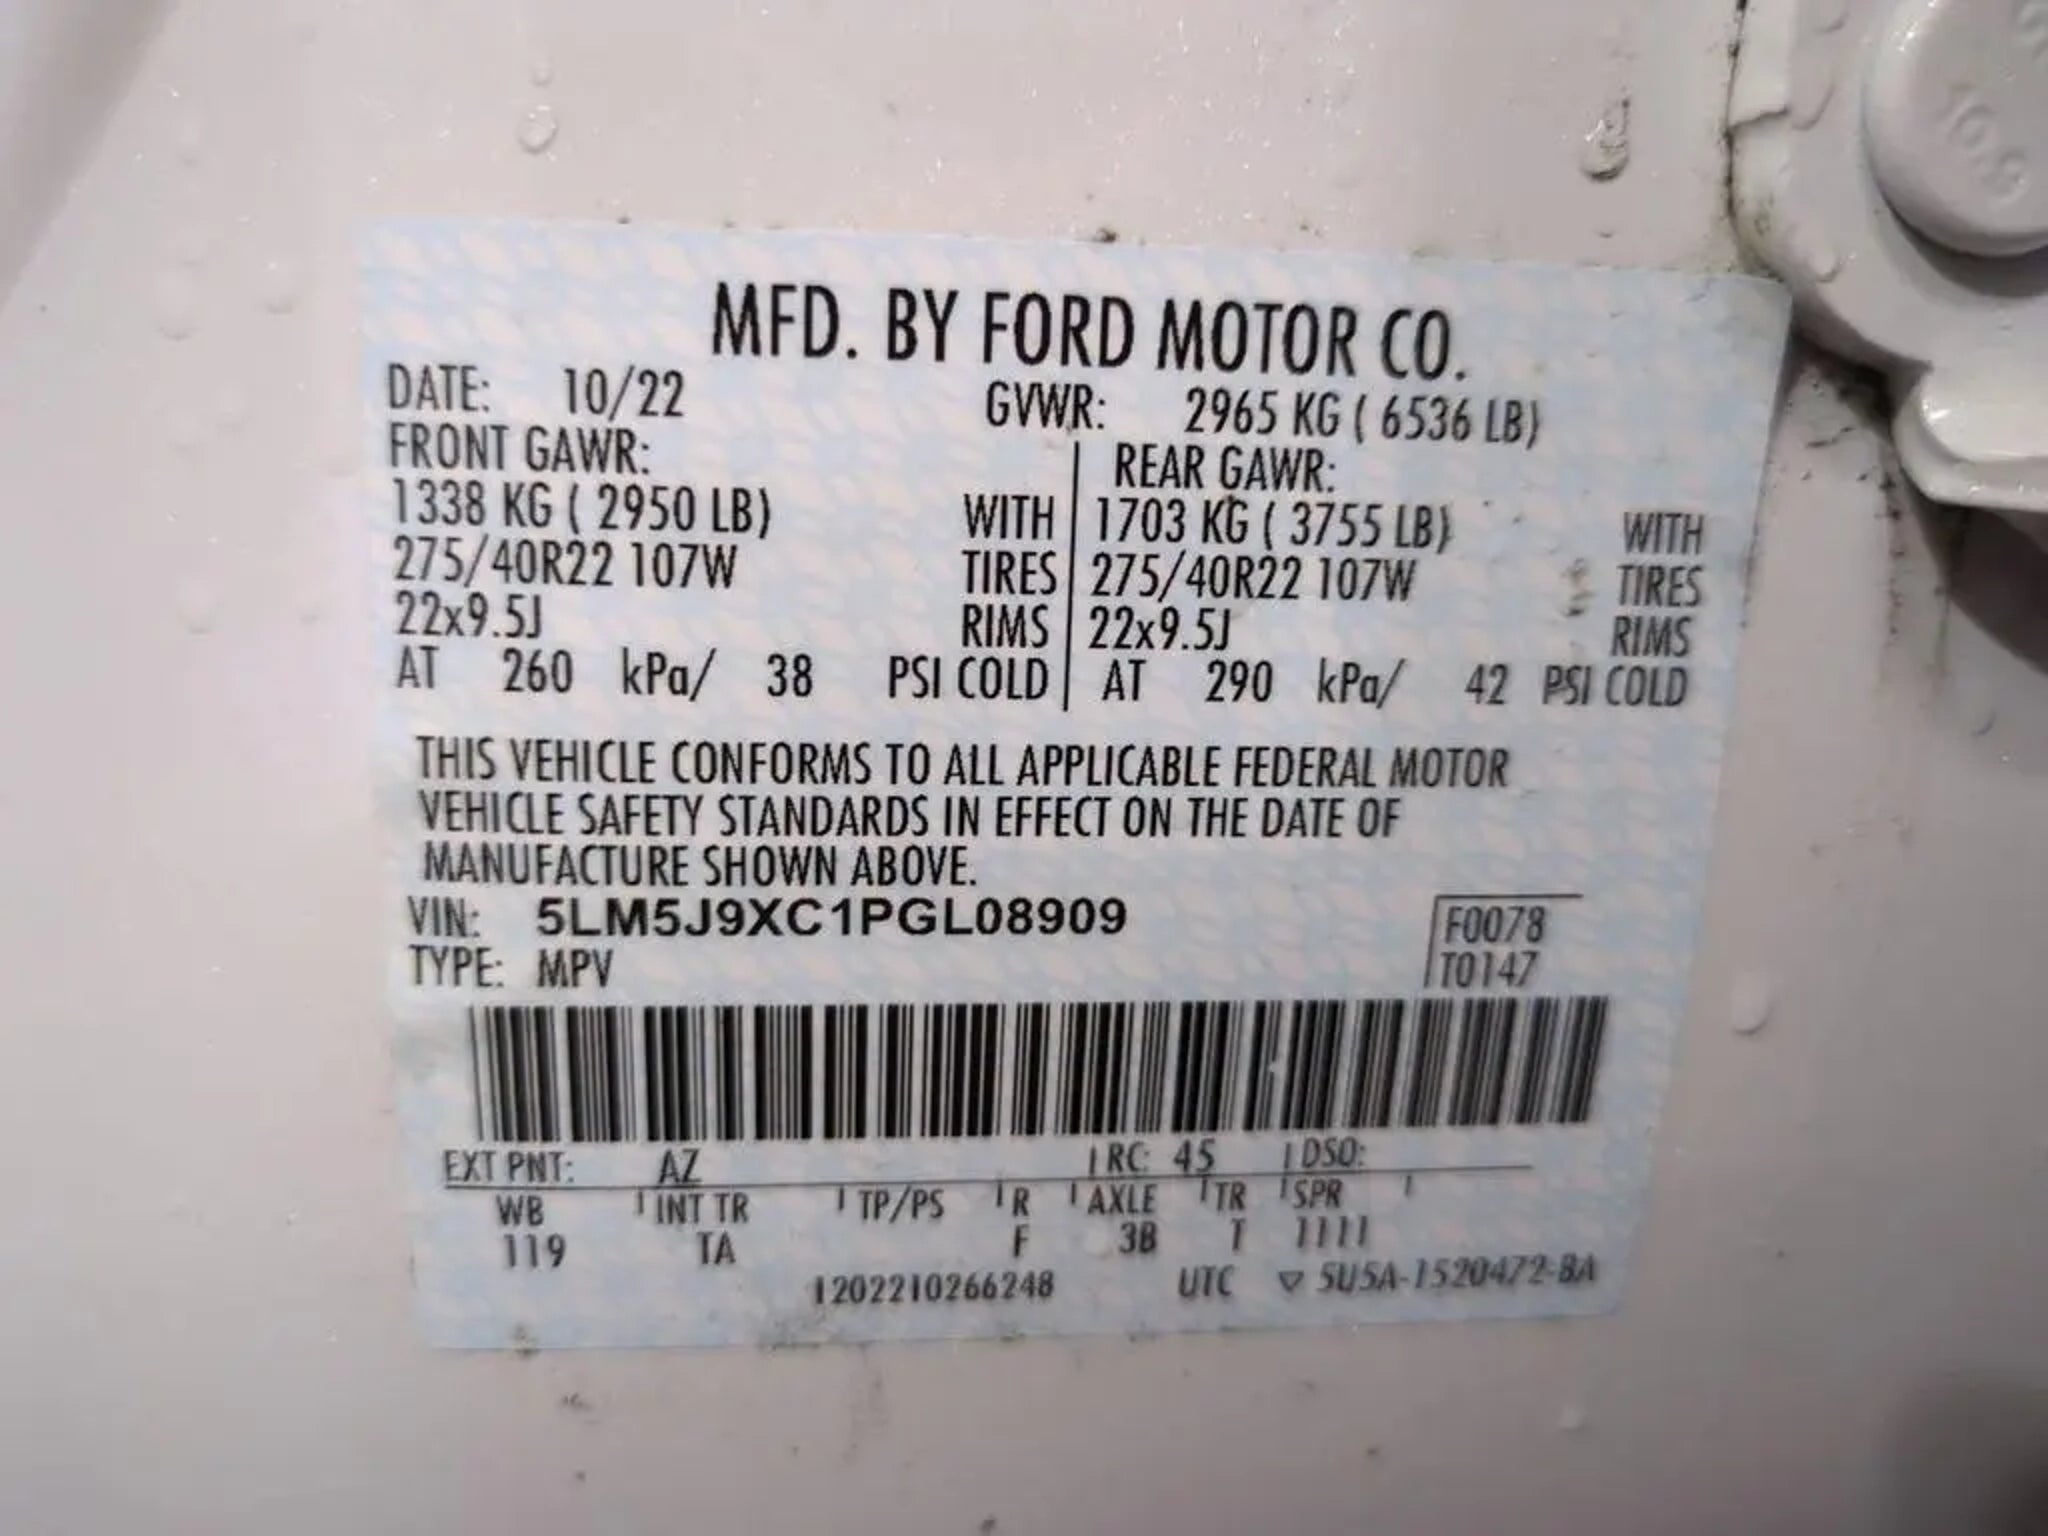 10.9
MFD. BY FORD MOTOR CO.
DATE: 10/22 GVWR: 2965 KG ( 6536 LB)
FRONT GAWR: REAR GAWR:
1338 KG ( 2950 LB) WITH 1703 KG ( 3755 LB) WITH
275/40R22 107W TIRES 275/40R22 107W TIRES
22x9.5J RIMS 22x9.5J RIMS
AT 260 kPa/ 38 PSI COLD AT 290 kPa/ 42 PSI COLD
THIS VEHICLE CONFORMS TO ALL APPLICABLE FEDERAL MOTOR
VEHICLE SAFETY STANDARDS IN EFFECT ON THE DATE OF
MANUFACTURE SHOWN ABOVE.
VIN: 5LM5J9XC1PGL08909 F0078
TYPE: MPV T0147
EXT PNT: AZ RC: 45 DSO:
WB INT TR TP/PS R AXLE TR SPR
119 TA F 3B T 1111
1202210266248 UTC ▽ 5U5A-1520472-BA